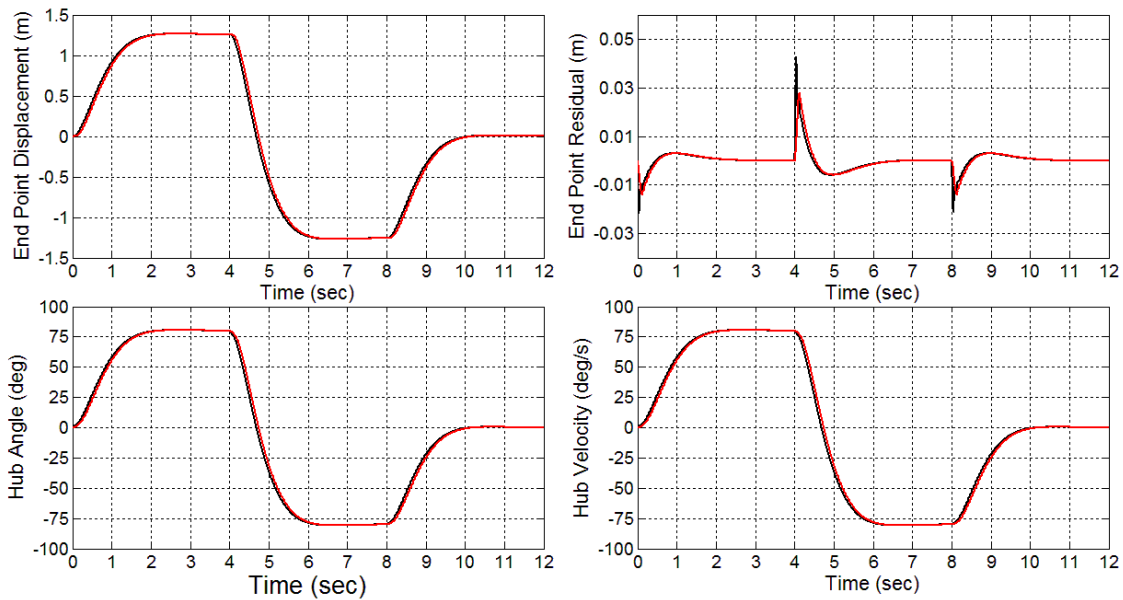 End Point Displacement (m)
1.5
1
0.5
0
-0.5
-1
-1.5
0 1 2 3 4 5 6 7 8 9 10 11 12
Time (sec)
End Point Residual (m)
0.05
0.03
0.01
-0.01
-0.03
0 1 2 3 4 5 6 7 8 9 10 11 12
Time (sec)
Hub Angle (deg)
100
75
50
25
0
-25
-50
-75
-100
0 1 2 3 4 5 6 7 8 9 10 11 12
Time (sec)
Hub Velocity (deg/s)
100
75
50
25
0
-25
-50
-75
-100
0 1 2 3 4 5 6 7 8 9 10 11 12
Time (sec)